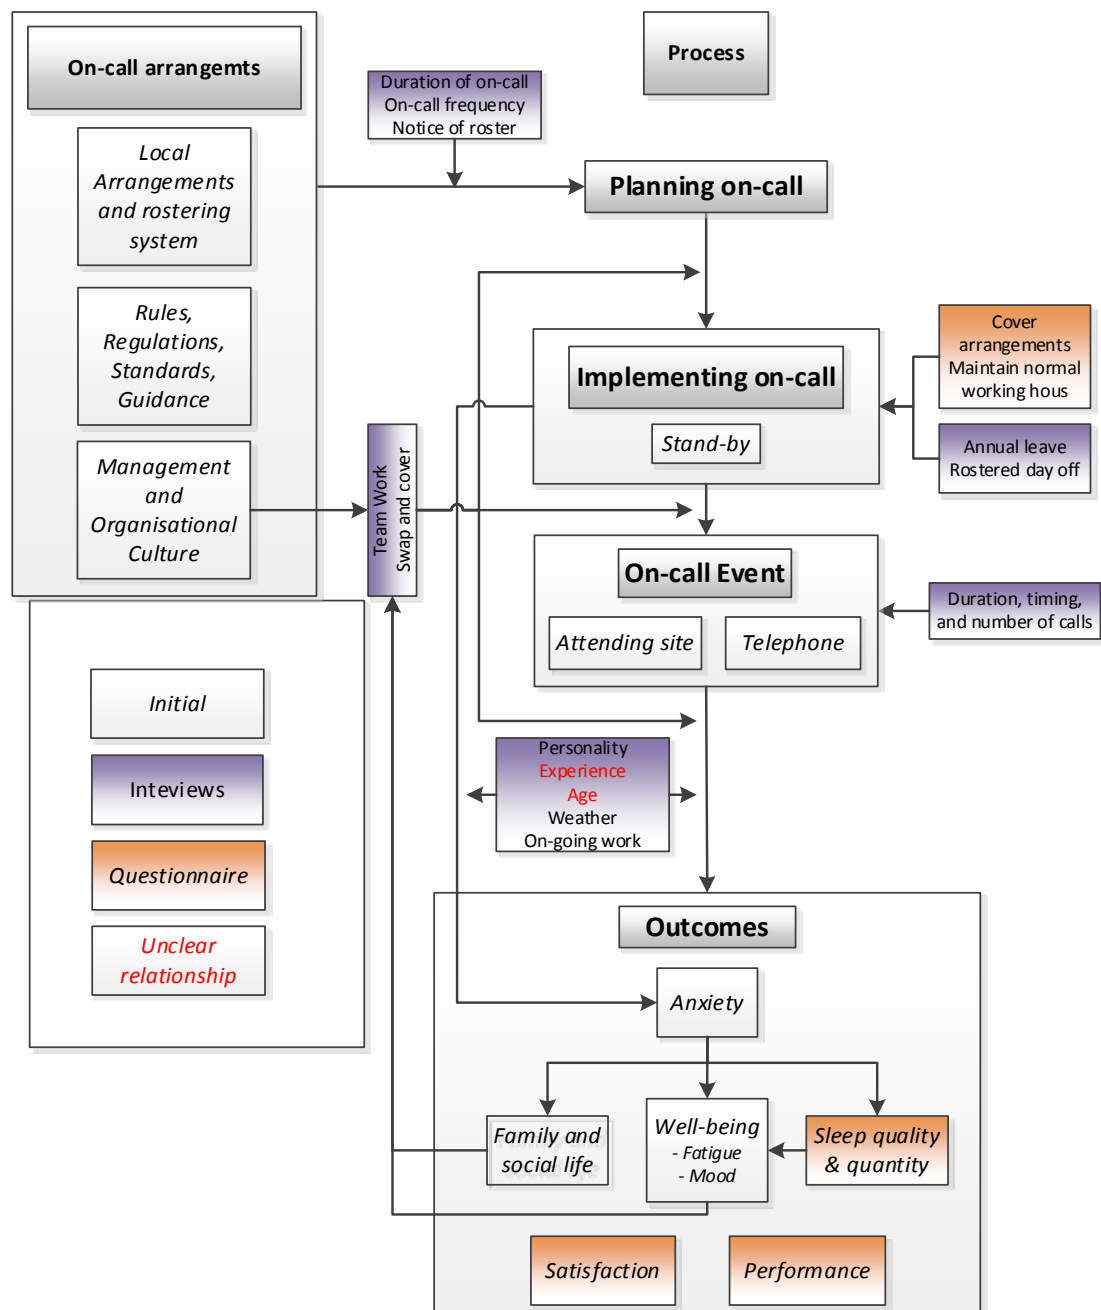 On-call arrangemts
Local
Arrangements
and rostering
system
Rules,
Regulations,
Standards,
Guidance
Management
and
Organisational
Culture
Process
Duration of on-call
On-call frequency
Notice of roster
Planning on-call
Implementing on-call
Stand-by
Cover
arrangements
Maintain normal
working hous
Annual leave
Rostered day off
Team Work
Swap and cover
On-call Event
Attending site
Telephone
Duration, timing,
and number of calls
Initial
Inteviews
Questionnaire
Unclear
relationship
Personality
Experience
Age
Weather
On-going work
Outcomes
Anxiety
Family and
social life
Well-being
- Fatigue
- Mood
Sleep quality
& quantity
Satisfaction
Performance